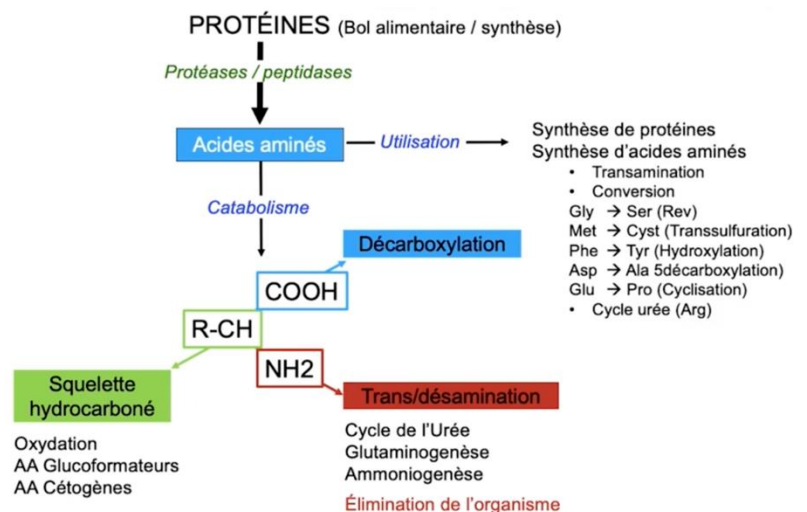 PROTÉINES (Bol alimentaire / synthèse)
Protéases / peptidases
Acides aminés
Utilisation
Synthèse de protéines
Synthèse d'acides aminés
• Transamination
• Conversion
Gly → Ser (Rev)
Met → Cyst (Transsulfuration)
Phe → Tyr (Hydroxylation)
Asp → Ala 5décarboxylation)
Glu → Pro (Cyclisation)
• Cycle urée (Arg)
Catabolisme
Décarboxylation
COOH
R-CH
NH2
Squelette
hydrocarboné
Oxydation
AA Glucoformateurs
AA Cétogènes
Trans/désamination
Cycle de l'Urée
Glutaminogenèse
Ammoniogenèse
Élimination de l'organisme